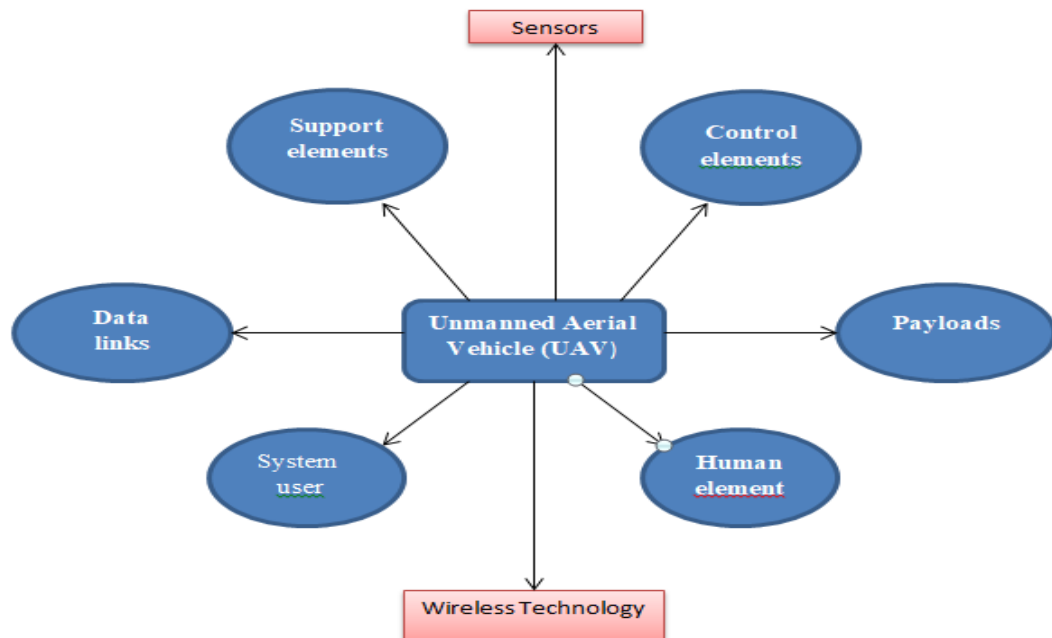 Sensors
Support
elements
Control
elements
Data
links
Unmanned Aerial
Vehicle (UAV)
Payloads
System
user
Human
element
Wireless Technology